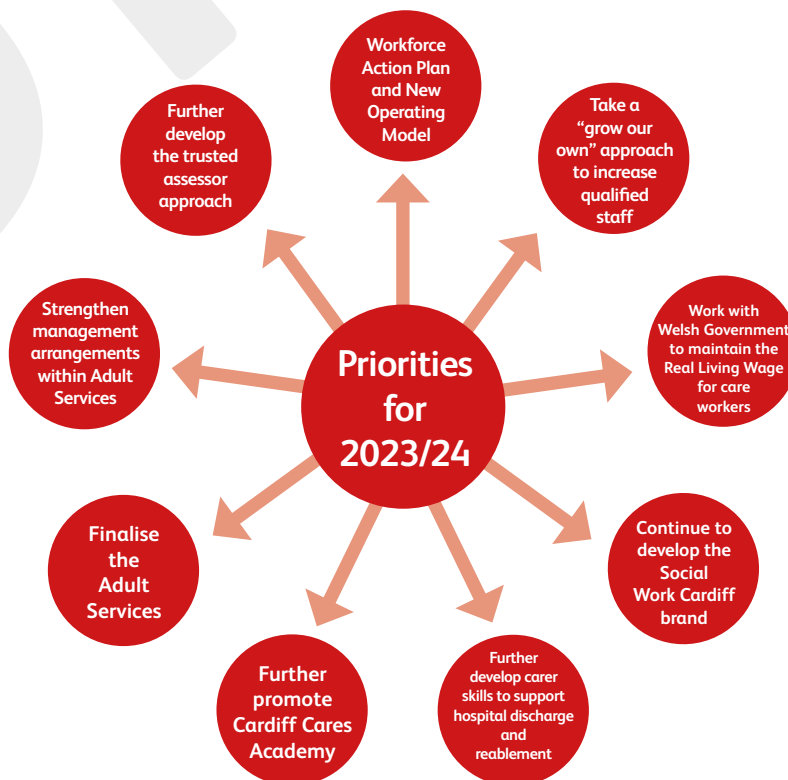 Priorities
for
2023/24
Workforce
Action Plan
and New
Operating
Model
Take a
“grow our
own” approach
to increase
qualified
staff
Work with
Welsh Government
to maintain the
Real Living Wage
for care
workers
Continue to
develop the
Social
Work Cardiff
brand
Further
develop carer
skills to support
hospital discharge
and
reablement
Further
promote
Cardiff Cares
Academy
Finalise
the
Adult
Services
Strengthen
management
arrangements
within Adult
Services
Further
develop
the trusted
assessor
approach